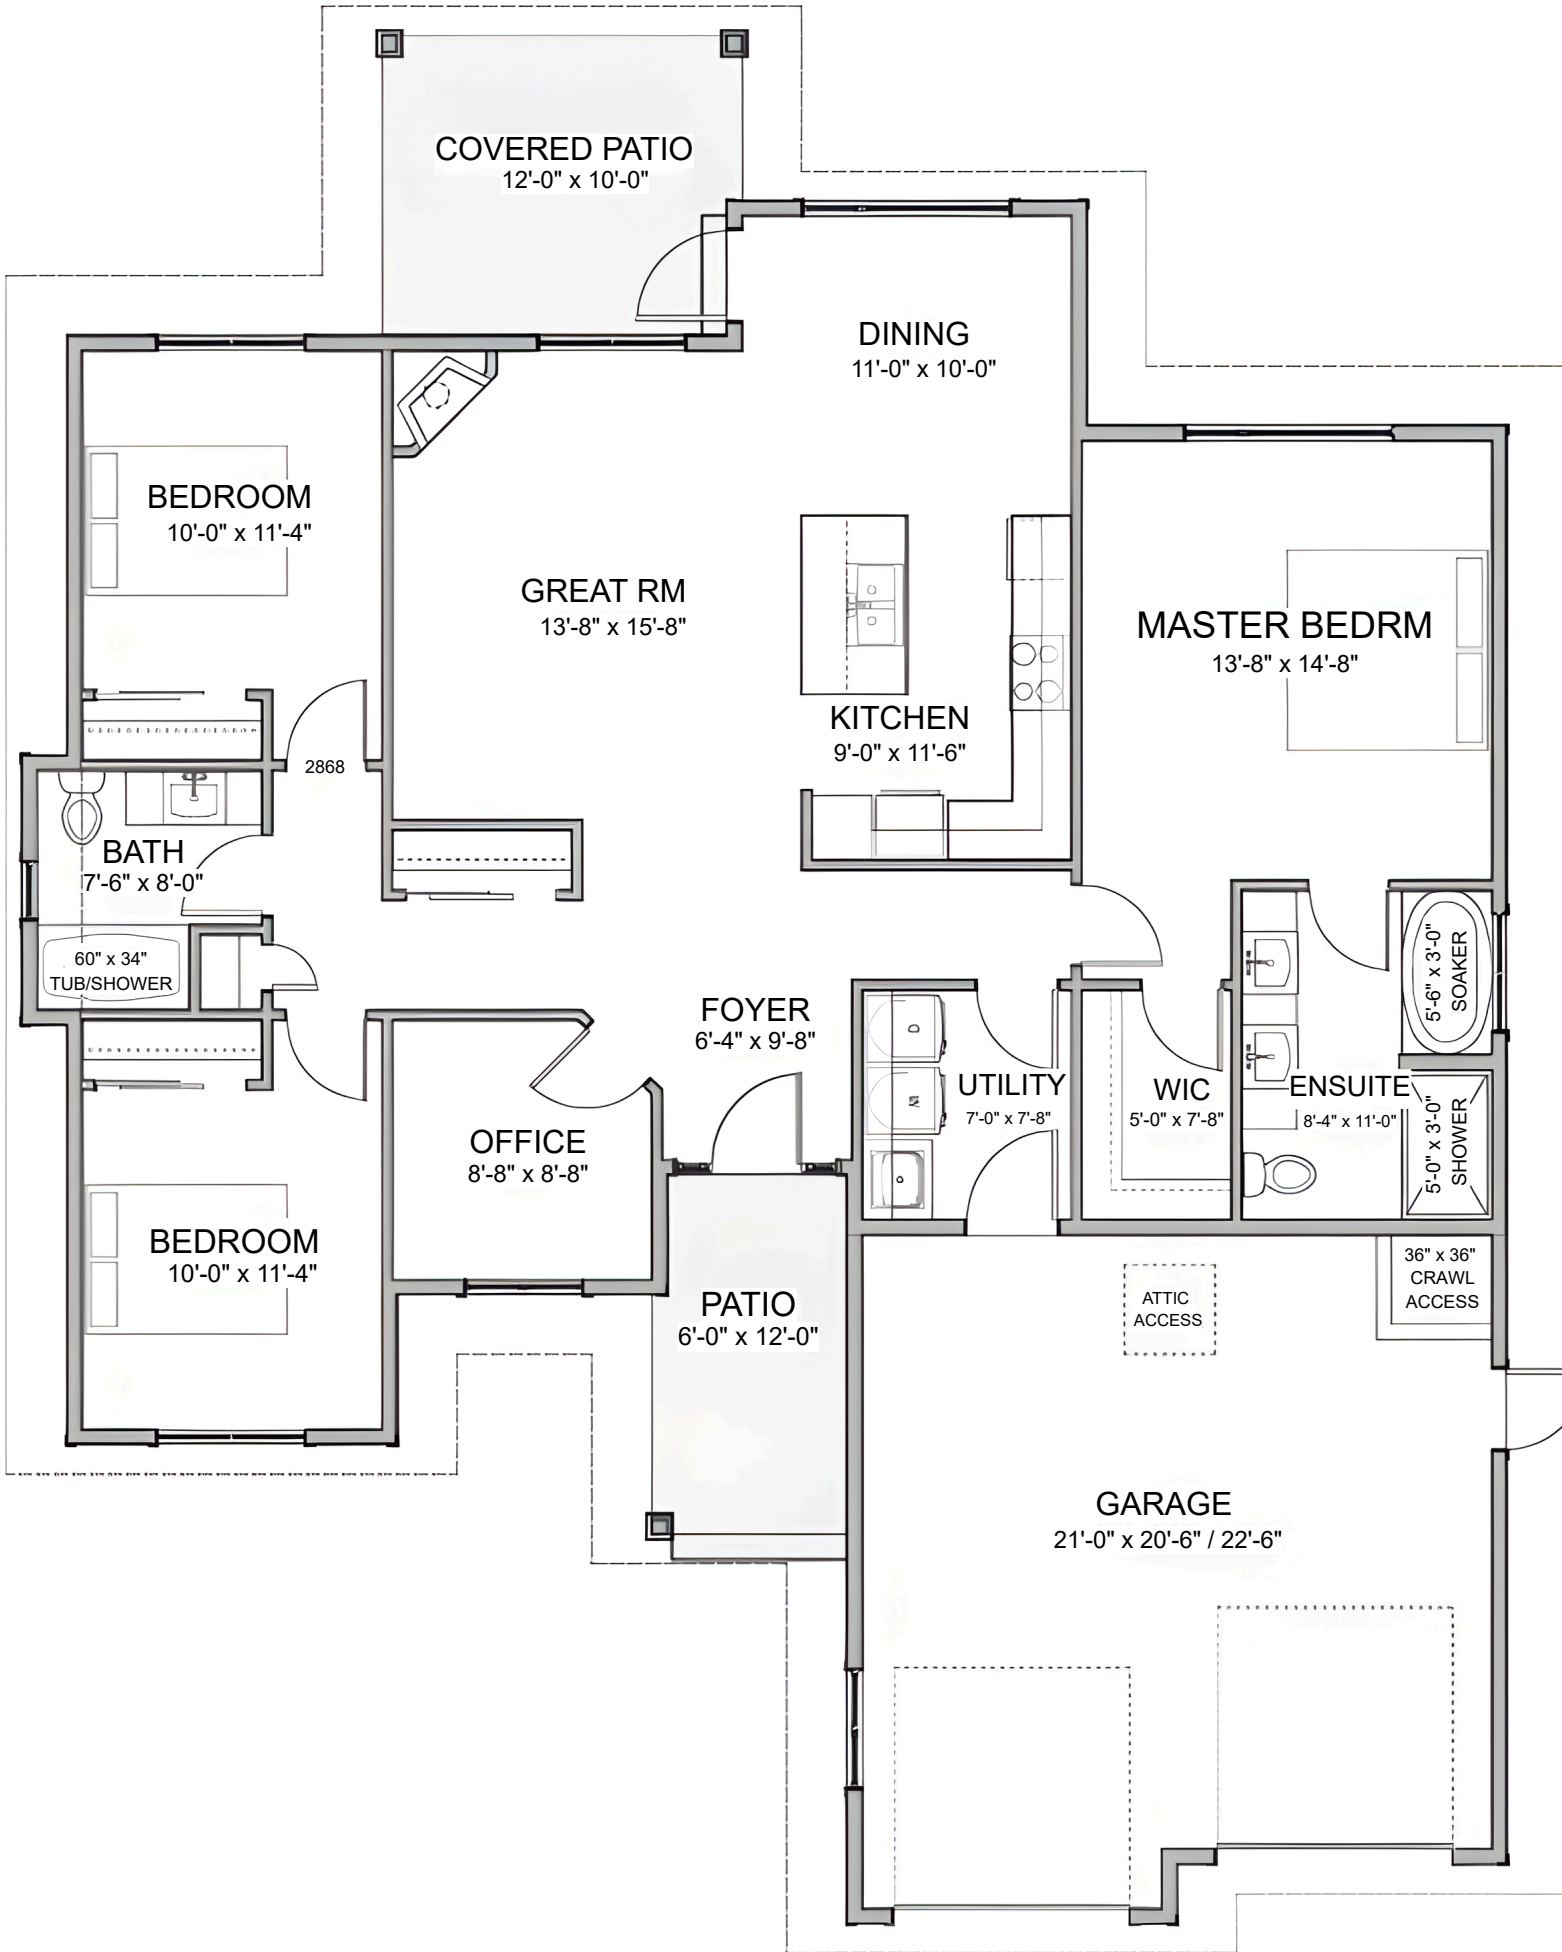 COVERED PATIO
12'-0" x 10'-0"
DINING
11'-0" x 10'-0"
BEDROOM
10'-0" x 11'-4"
GREAT RM
13'-8" x 15'-8"
MASTER BEDRM
13'-8" x 14'-8"
KITCHEN
9'-0" x 11'-6"
2868
BATH
7'-6" x 8'-0"
60" x 34"
TUB/SHOWER
5'-6" x 3'-0"
SOAKER
FOYER
6'-4" x 9'-8"
D
W
UTILITY
7'-0" x 7'-8"
WIC
5'-0" x 7'-8"
ENSUITE
8'-4" x 11'-0"
5'-0" x 3'-0"
SHOWER
OFFICE
8'-8" x 8'-8"
BEDROOM
10'-0" x 11'-4"
PATIO
6'-0" x 12'-0"
ATTIC
ACCESS
36" x 36"
CRAWL
ACCESS
GARAGE
21'-0" x 20'-6" / 22'-6"